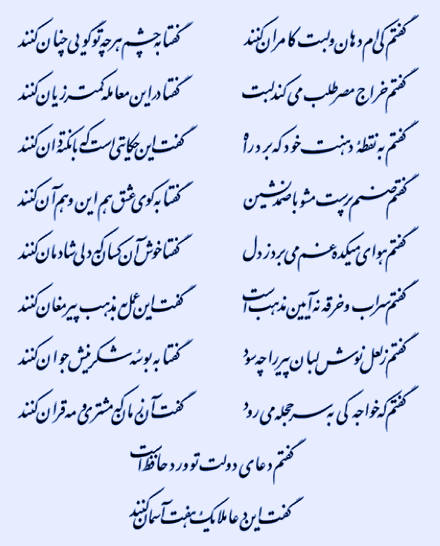 گفتم کی ام دهان و لبت کامران کنند گفتا به چشم هر چه تو گویی چنان کنند
گفتم خراج مصر طلب می کند لبت گفتا در این معامله کمتر زیان کنند
گفتم به نقطهٔ دهنت خود که برد راه گفت این حکایتی است که با نکته دان کنند
گفتم صنم پرست مشو با صمد نشین گفتا به کوی عشق هم این و هم آن کنند
گفتم هوای میکده غم می برد ز دل گفتا خوش آن کسان که دلی شادمان کنند
گفتم شراب و خرقه نه آیین مذهب است گفت این عمل به مذهب پیر مغان کنند
گفتم ز لعل نوش لبان پیر را چه سود گفتا به بوسهٔ شکرینش جوان کنند
گفتم که خواجه کی به سر حجله می رود گفت آن زمان که مشتری و مه قران کنند
گفتم دعای دولت تو ورد حافظ است
گفت این دعا ملایک هفت آسمان کنند